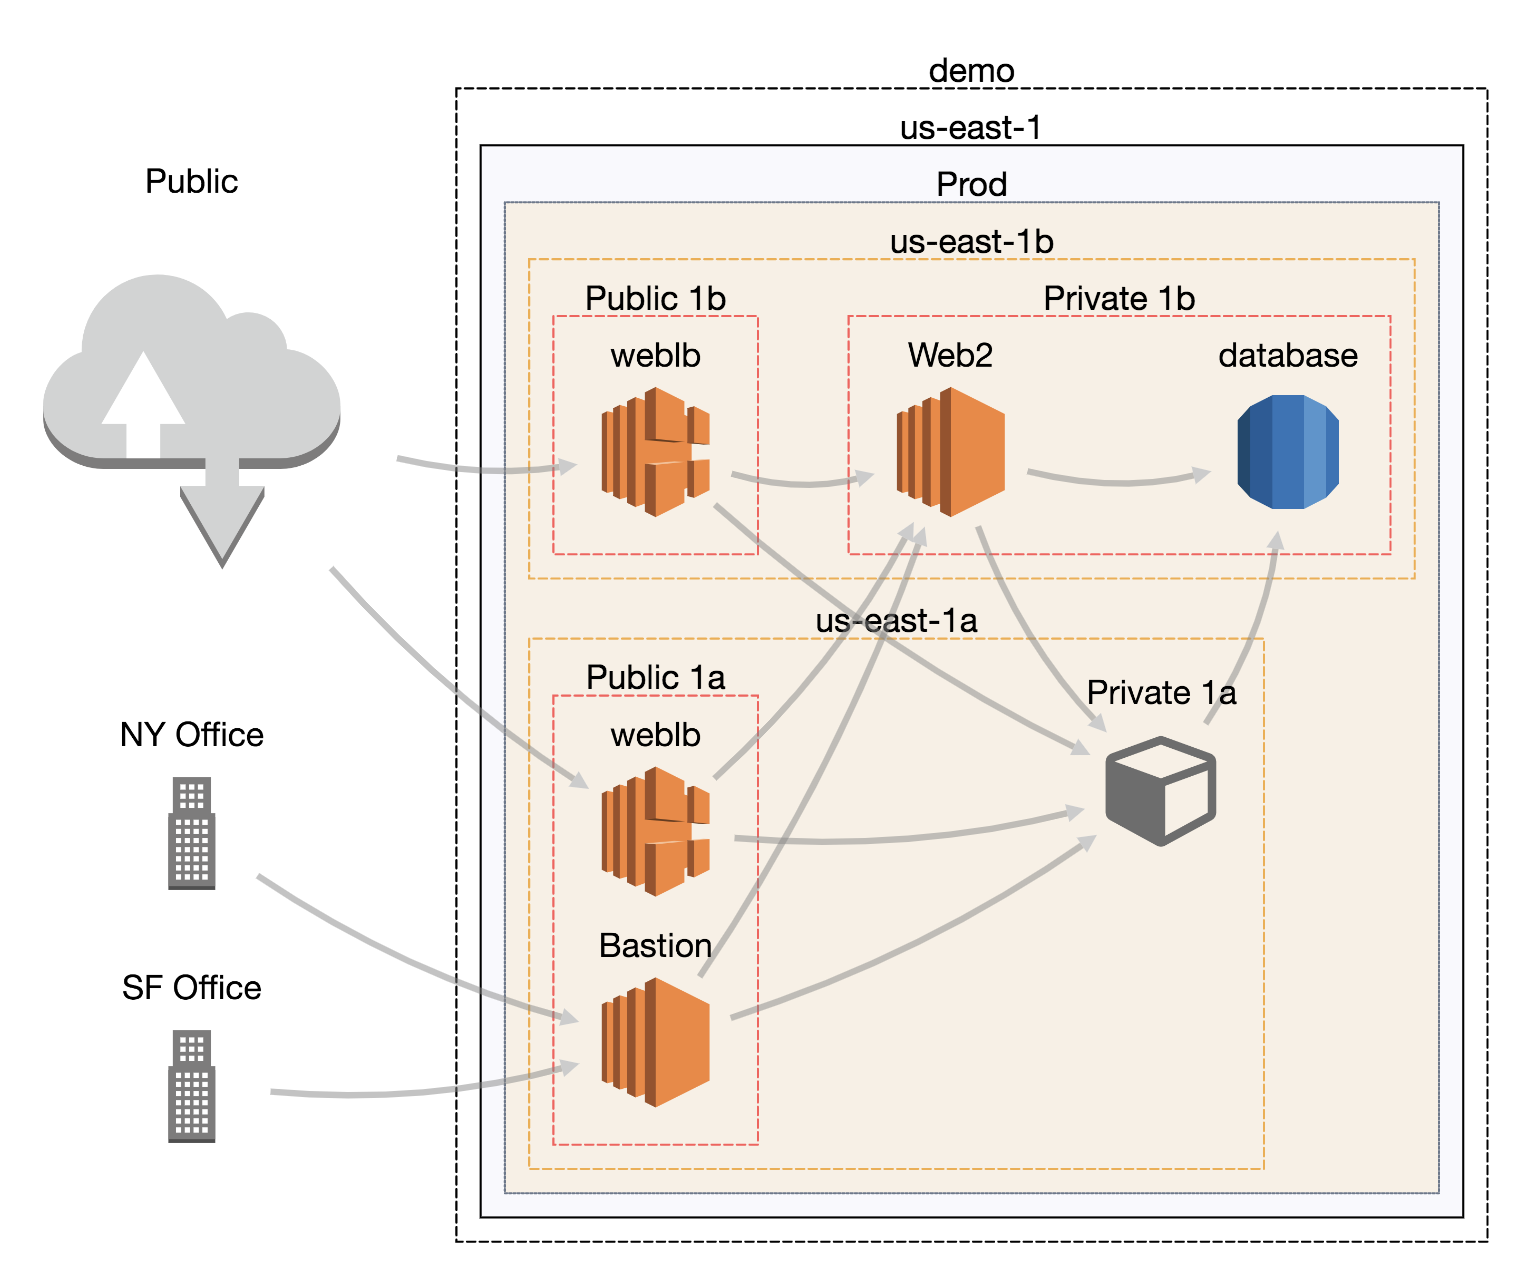 demo
us-east-1
Public
Prod
us-east-1b
Public 1b
Private 1b
weblb
Web2
database
us-east-1a
Public 1a
Private 1a
NY Office
weblb
Bastion
SF Office